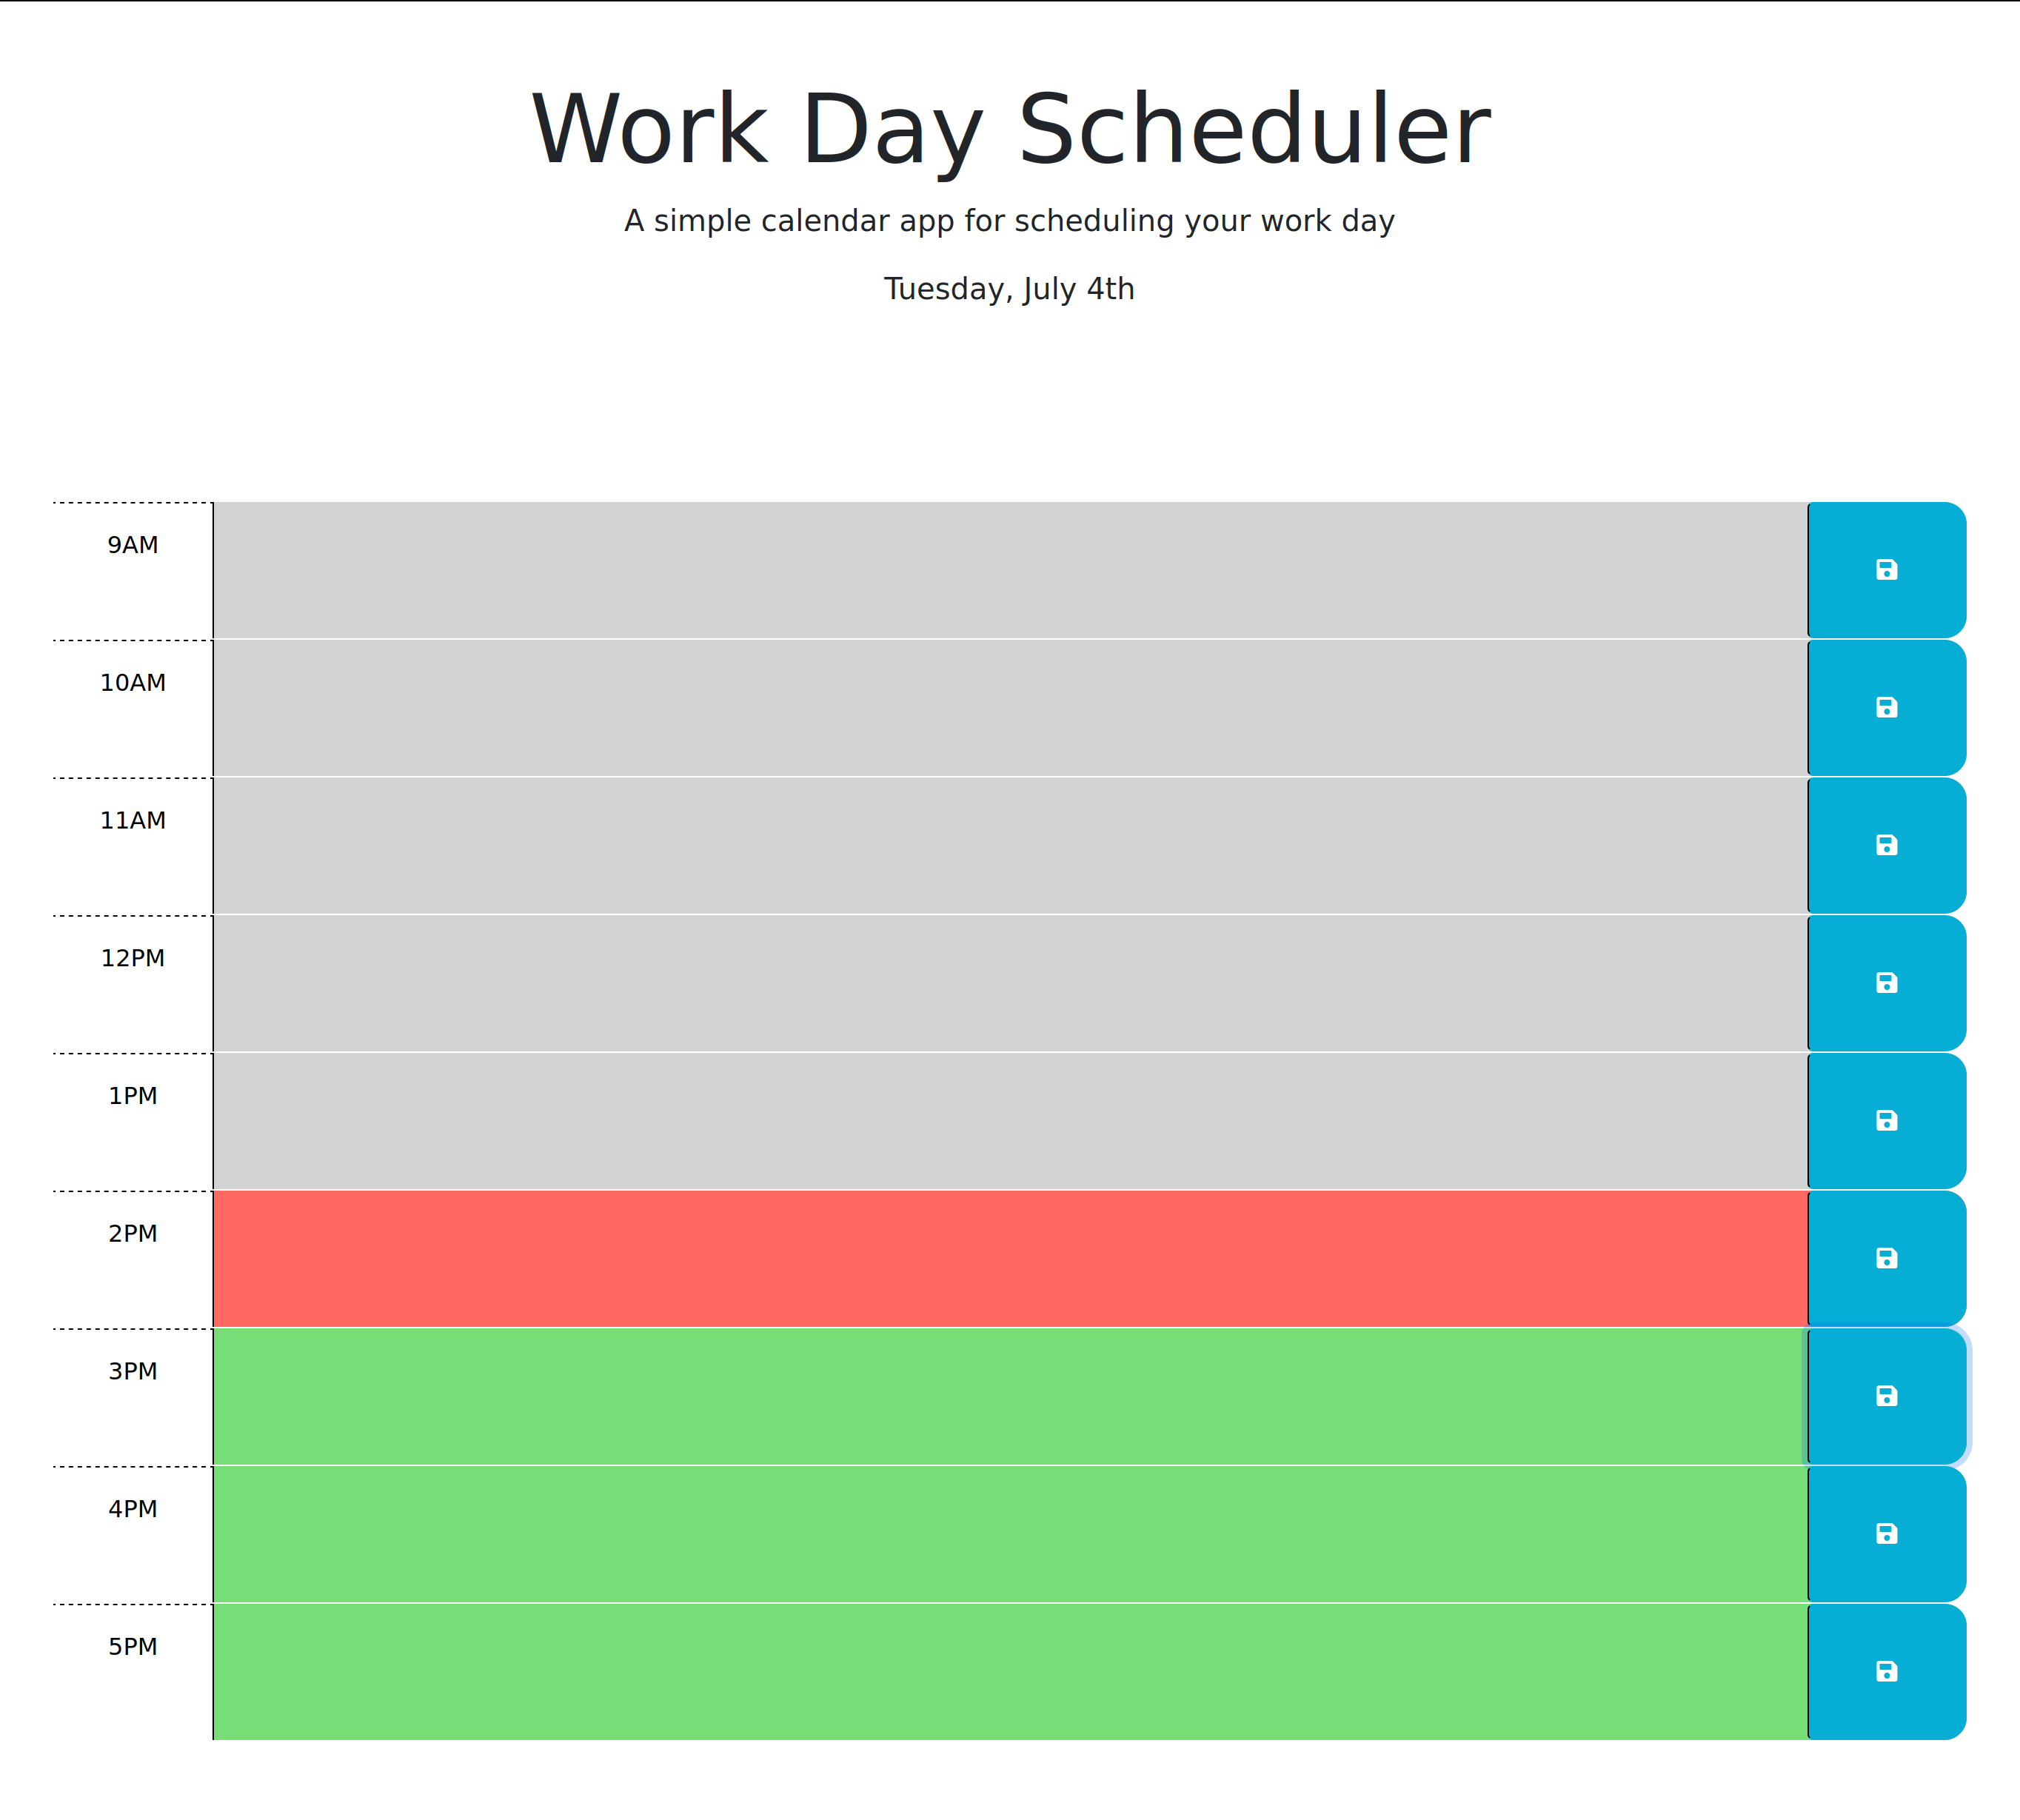 Work Day Scheduler
A simple calendar app for scheduling your work day
Tuesday, July 4th
9AM
10AM
11AM
12PM
1PM
2PM
3PM
4PM
5PM